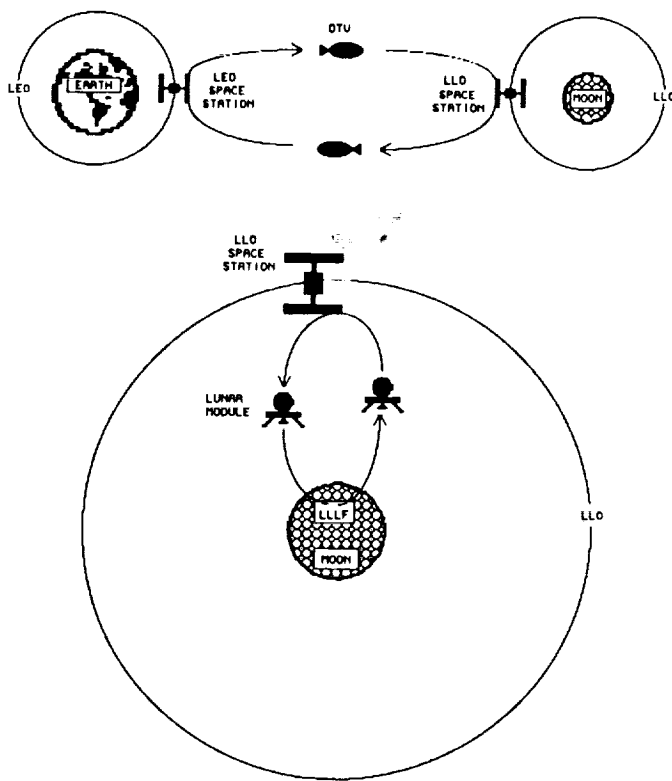 OTV
LEO
EARTH
LEO
SPACE
STATION
LLO
SPACE
STATION
MOON
LLO
LLO
SPACE
STATION
LUNAR
MODULE
LLLF
MOON
LLO